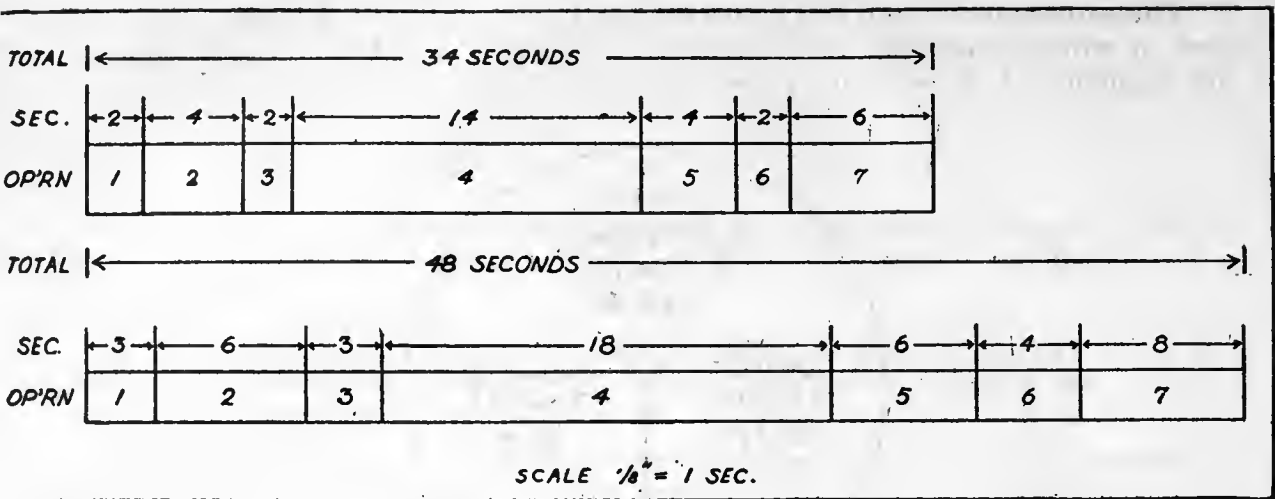 TOTAL 34 SECONDS
SEC. 2 4 2 14 4 2 6
OP'RN 1 2 3 4 5 6 7
TOTAL 48 SECONDS
SEC. 3 6 3 18 6 4 8
OP'RN 1 2 3 4 5 6 7
SCALE 1/8" = 1 SEC.